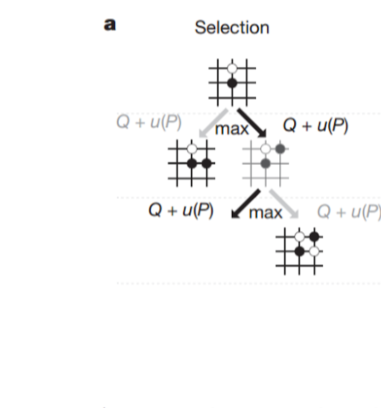 a
Selection
Q + u(P) max Q + u(P)
Q + u(P) max Q + u(P)